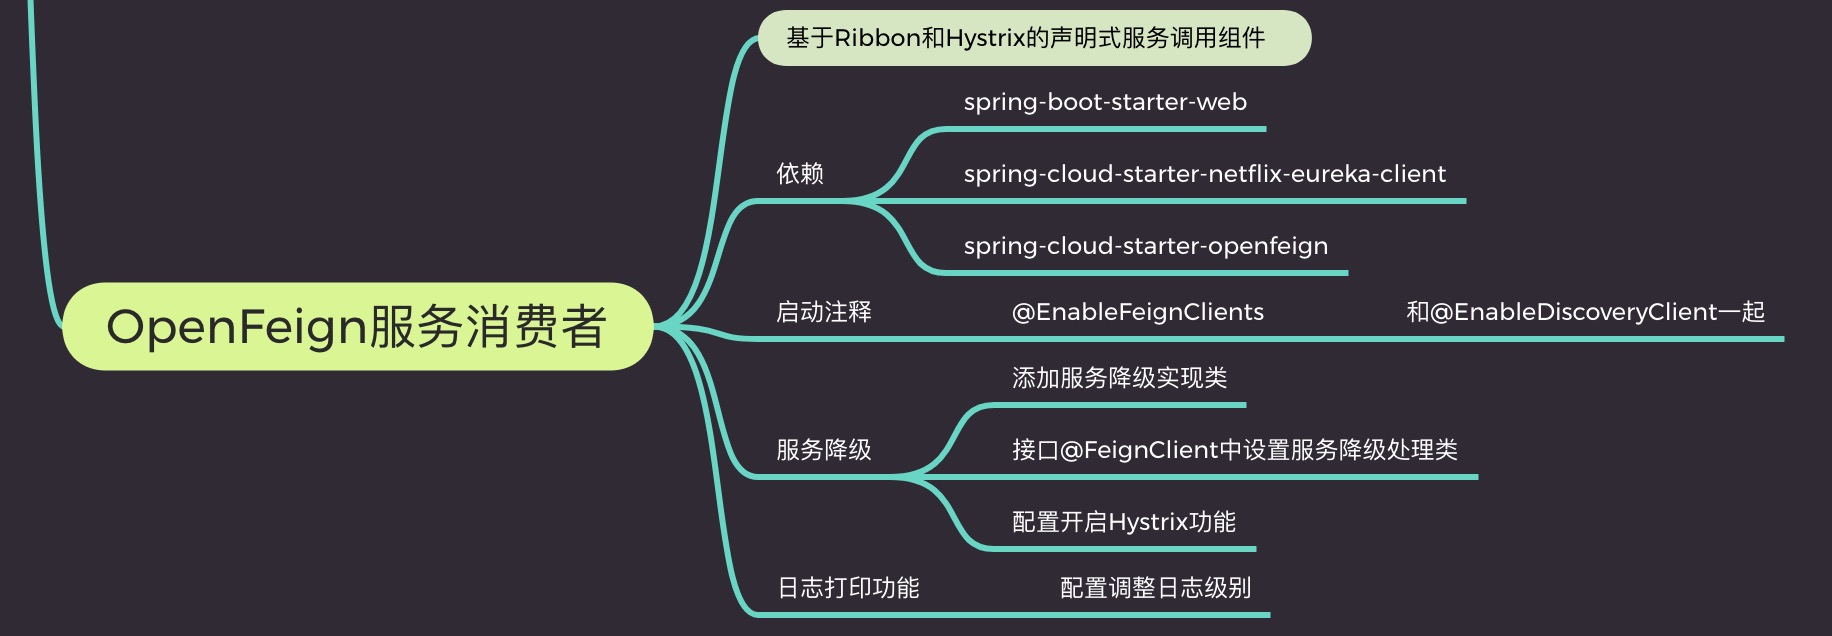 基于Ribbon和Hystrix的声明式服务调用组件
spring-boot-starter-web
依赖
spring-cloud-starter-netflix-eureka-client
spring-cloud-starter-openfeign
OpenFeign服务消费者
启动注释 @EnableFeignClients 和@EnableDiscoveryClient一起
添加服务降级实现类
服务降级
接口@FeignClient中设置服务降级处理类
配置开启Hystrix功能
日志打印功能 配置调整日志级别